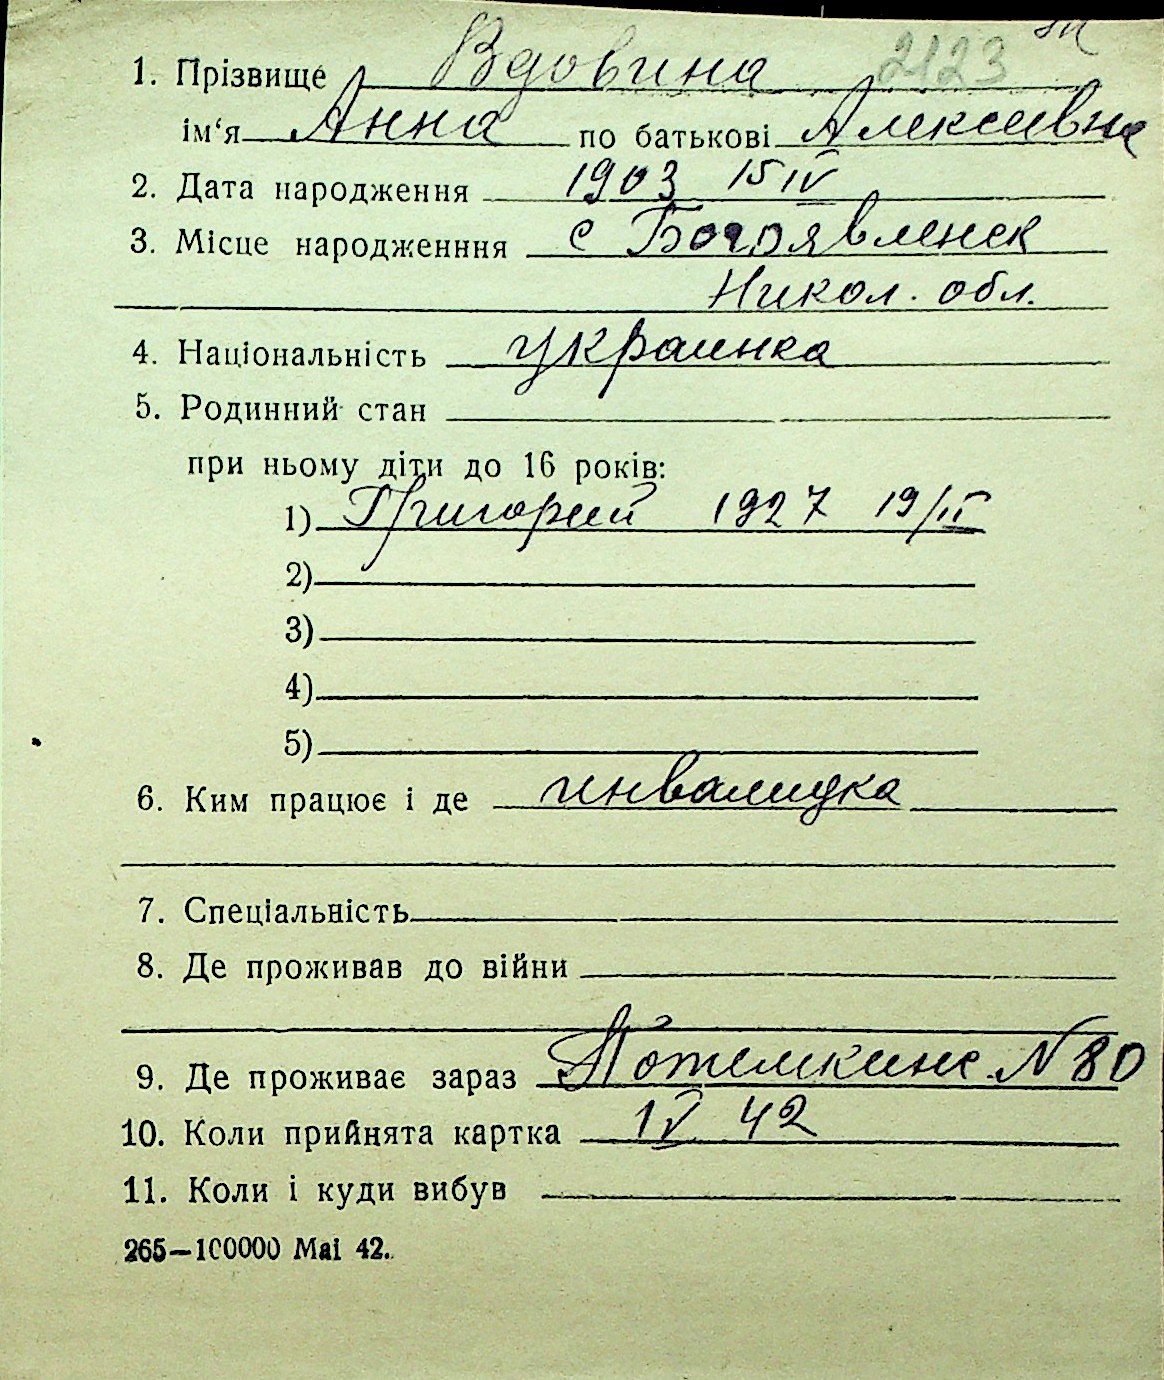 2123
1. Прізвище Вдовина
ім‘я Анна по батькові Алексеевна
2. Дата народження 1903 15 IV
3. Місце народженння с Богоявленск
Никол. обл.
4. Національність украинка
5. Родинний стан
при ньому діти до 16 років:
1) Григорий 1927 19/II
2)
3)
4)
5)
6. Ким працює і де инвалидка
7. Спеціальність
8. Де проживав до війни
9. Де проживає зараз Потемкинс. N 80
10. Коли прийнята картка 1 V 42
11. Коли і куди вибув
265—100000 Mai 42.